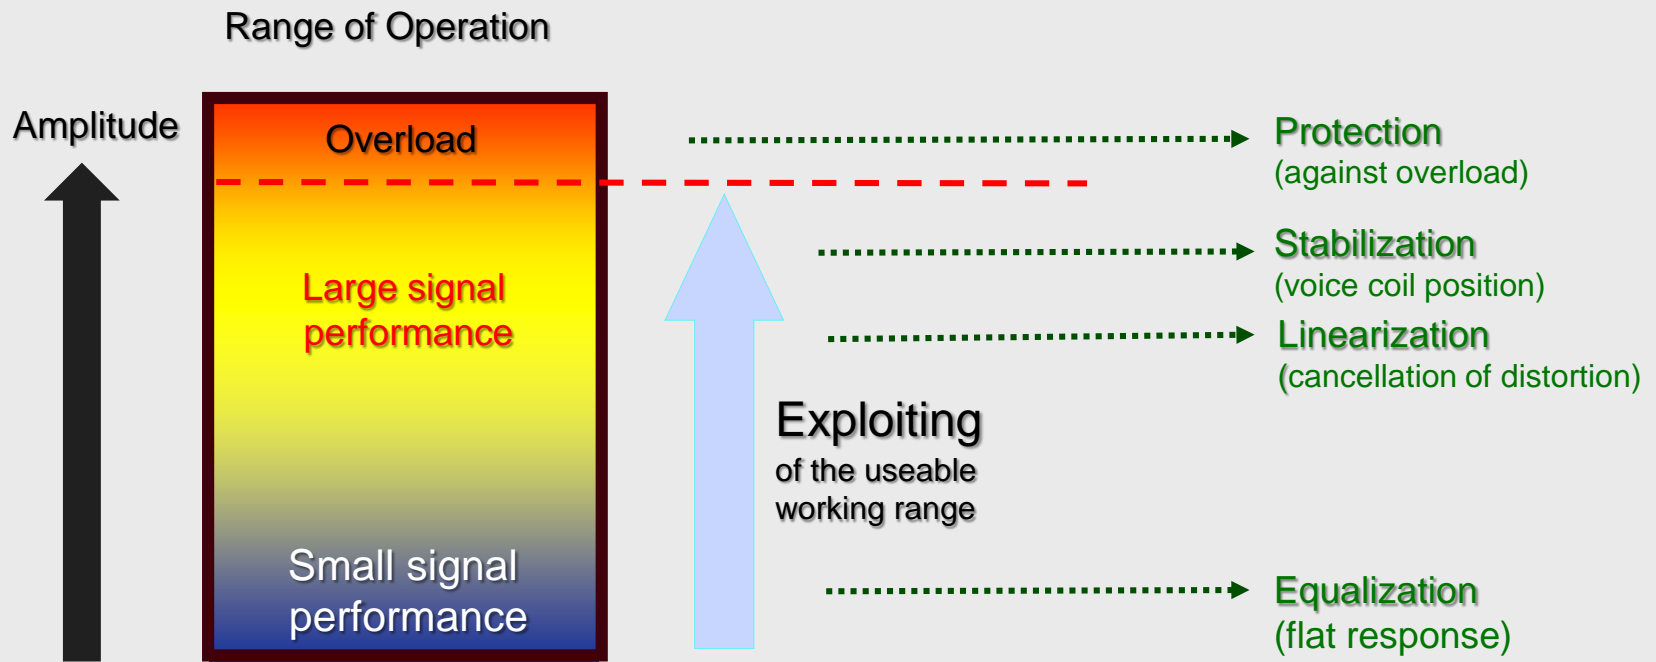 Range of Operation
Amplitude
Overload
Protection
(against overload)
Stabilization
(voice coil position)
Large signal
performance
Linearization
(cancellation of distortion)
Exploiting
of the useable
working range
Small signal
performance
Equalization
(flat response)